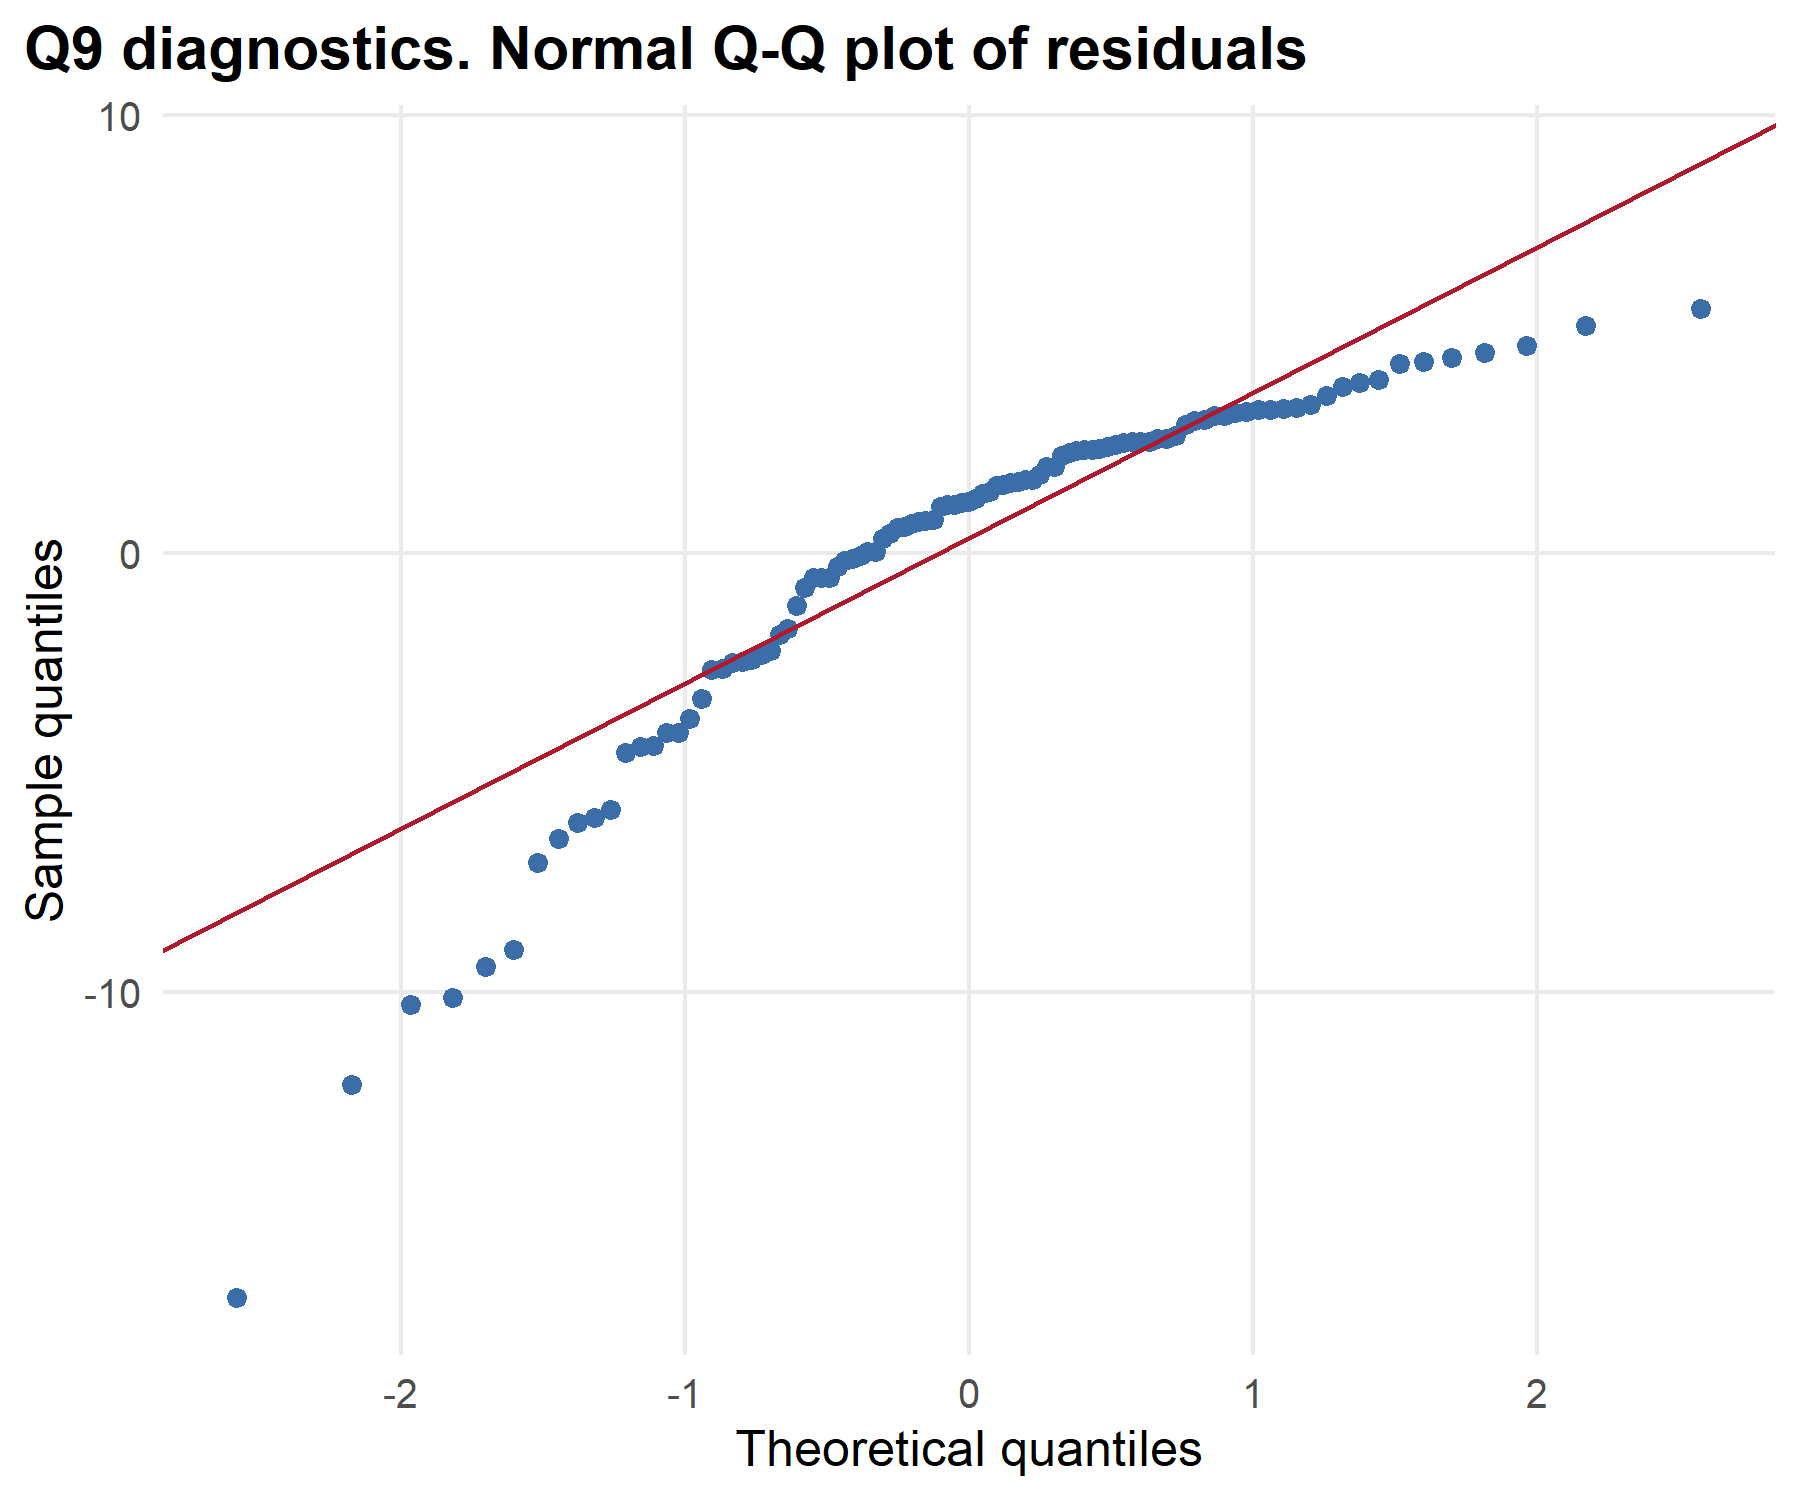 Q9 diagnostics. Normal Q-Q plot of residuals
10
0
-10
Sample quantiles
-2
-1
0
1
2
Theoretical quantiles